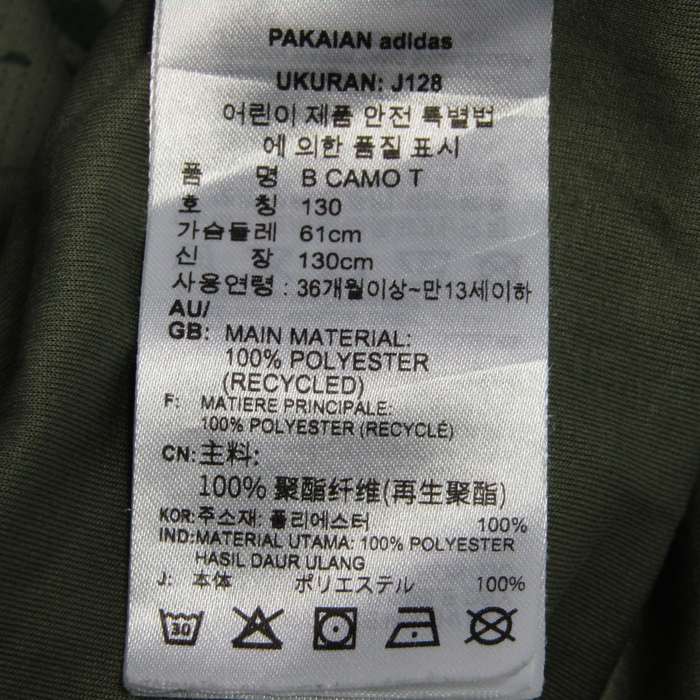 PAKAIAN adidas
UKURAN: J128
어린이 제품 안전 특별법
에 의한 품질 표시
품 명 B CAMO T
호 칭 130
가슴둘레 61cm
신 장 130cm
사용연령 : 36개월이상~만13세이하
AU/
GB: MAIN MATERIAL:
100% POLYESTER
(RECYCLED)
F: MATIERE PRINCIPALE:
100% POLYESTER (RECYCLÉ)
CN: 主料:
100% 聚酯纤维(再生聚酯)
KOR: 주소재: 폴리에스터 100%
IND: MATERIAL UTAMA: 100% POLYESTER
HASIL DAUR ULANG
J: 本体 ポリエステル 100%
30